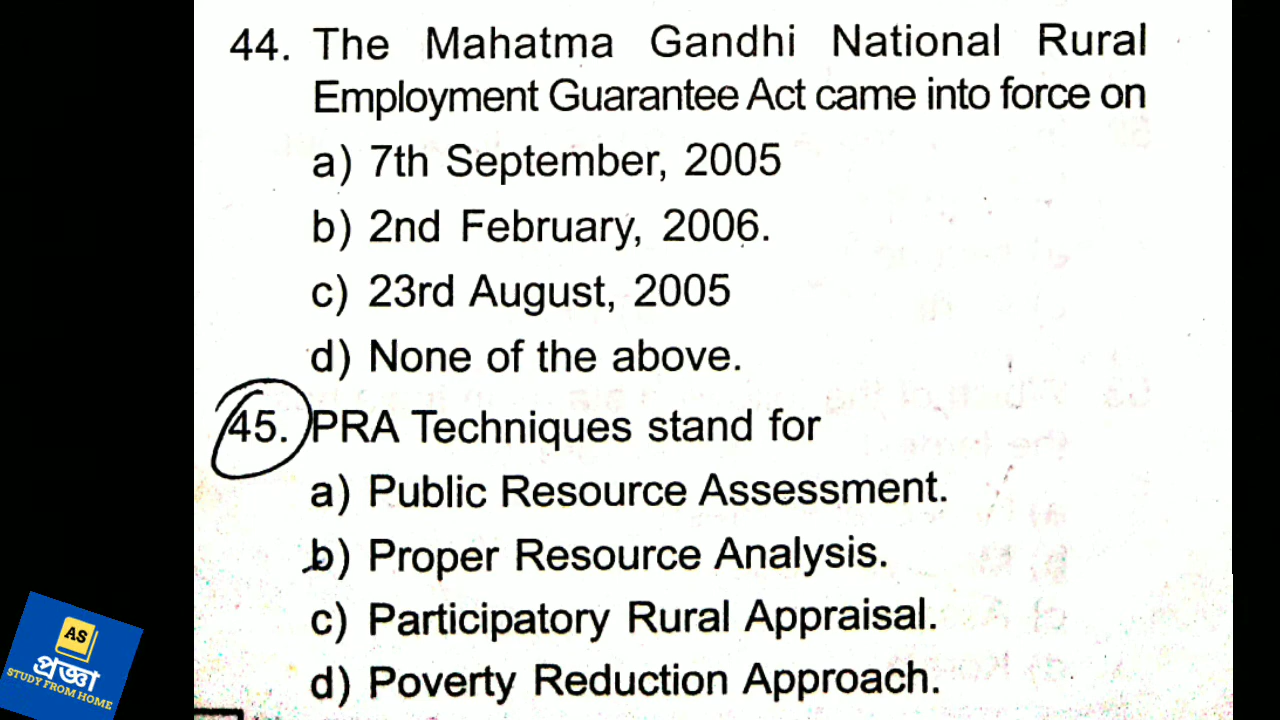 44. The Mahatma Gandhi National Rural
Employment Guarantee Act came into force on
a) 7th September, 2005
b) 2nd February, 2006.
c) 23rd August, 2005
d) None of the above.
45. PRA Techniques stand for
a) Public Resource Assessment.
b) Proper Resource Analysis.
c) Participatory Rural Appraisal.
d) Poverty Reduction Approach.
AS
প্রজ্ঞা
STUDY FROM HOME